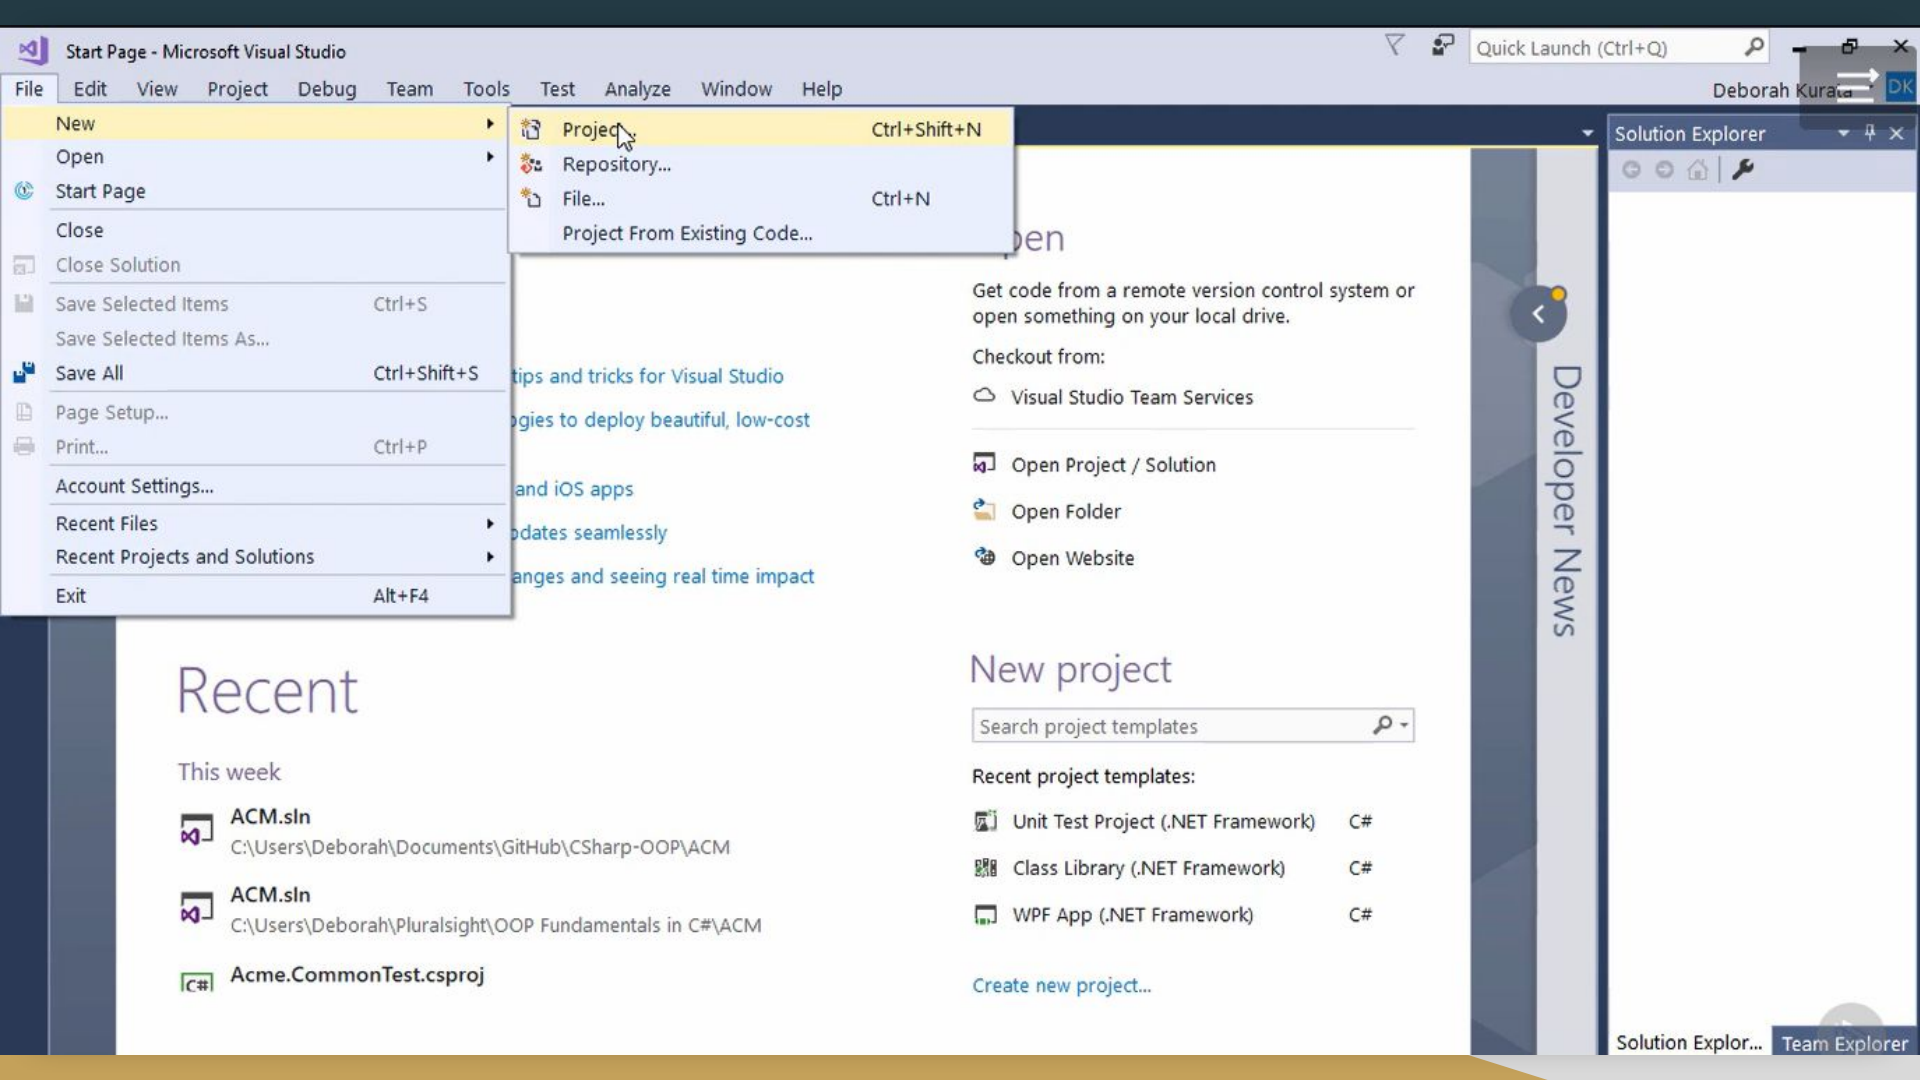 Start Page - Microsoft Visual Studio
Quick Launch (Ctrl+Q)
File Edit View Project Debug Team Tools Test Analyze Window Help
Deborah Kurata
DK
New
Open
Start Page
Close
Close Solution
Save Selected Items Ctrl+S
Save Selected Items As...
Save All Ctrl+Shift+S
Page Setup...
Print... Ctrl+P
Account Settings...
Recent Files
Recent Projects and Solutions
Exit Alt+F4
Project... Ctrl+Shift+N
Repository...
File... Ctrl+N
Project From Existing Code...
tips and tricks for Visual Studio
ogies to deploy beautiful, low-cost
and iOS apps
pdates seamlessly
anges and seeing real time impact
Recent
This week
ACM.sln
C:\Users\Deborah\Documents\GitHub\CSharp-OOP\ACM
ACM.sln
C:\Users\Deborah\Pluralsight\OOP Fundamentals in C#\ACM
C#
Acme.CommonTest.csproj
pen
Get code from a remote version control system or
open something on your local drive.
Checkout from:
Visual Studio Team Services
Open Project / Solution
Open Folder
Open Website
New project
Search project templates
Recent project templates:
Unit Test Project (.NET Framework) C#
Class Library (.NET Framework) C#
WPF App (.NET Framework) C#
Create new project...
Developer News
Solution Explorer
Solution Explor... Team Explorer